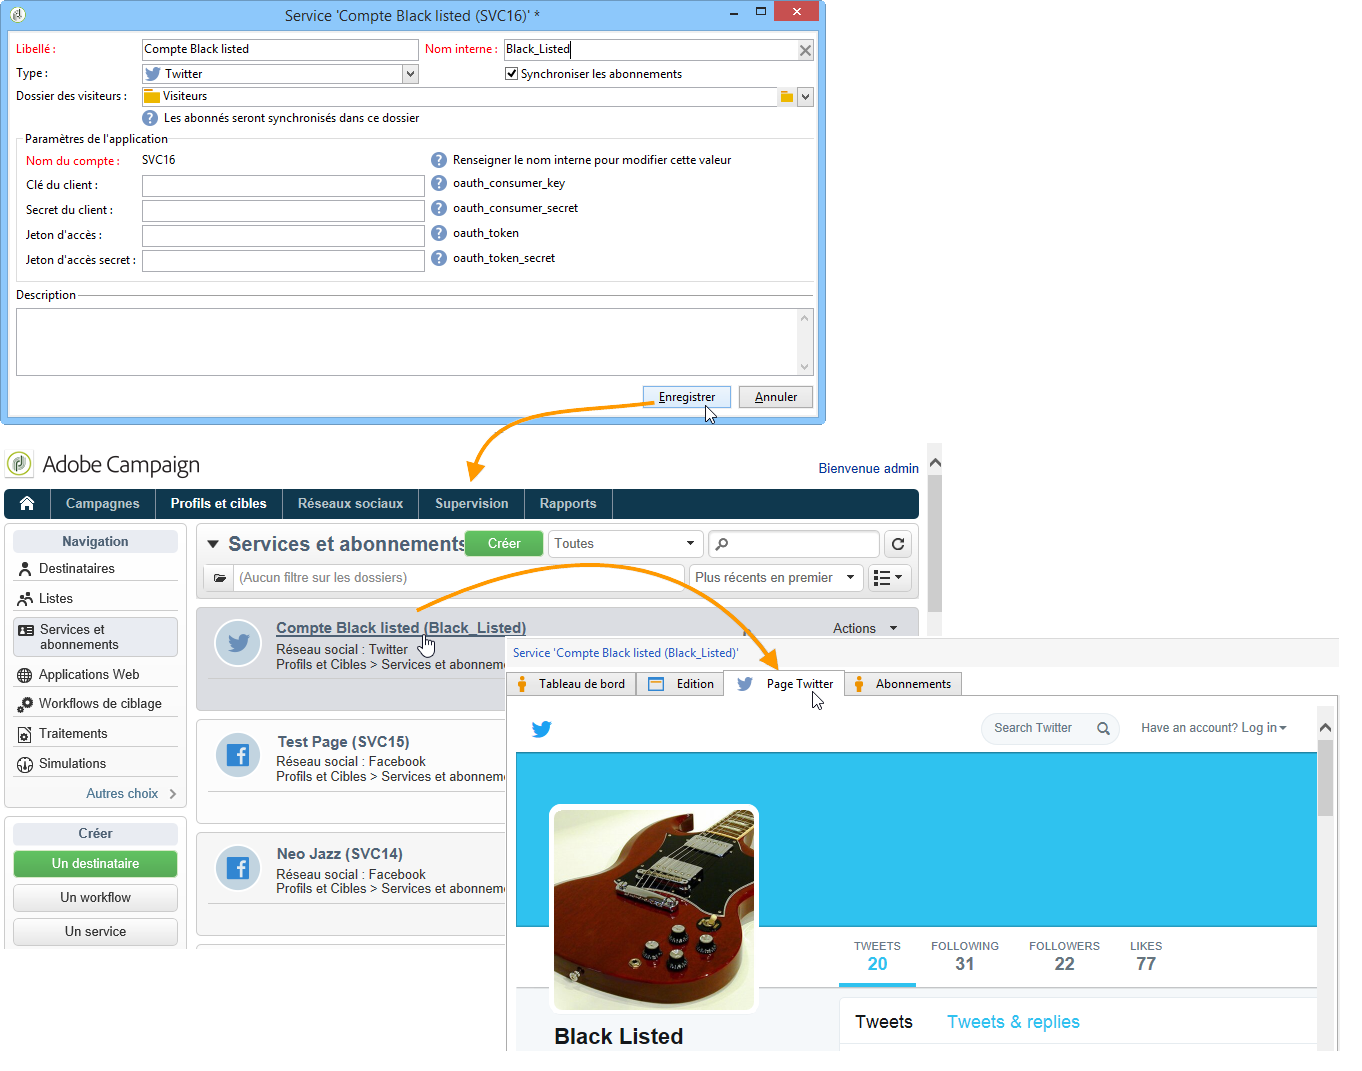 Service 'Compte Black listed (SVC16)' *
Libellé : Compte Black listed Nom interne : Black_Listed
Type : Twitter Synchroniser les abonnements
Dossier des visiteurs : Visiteurs
Les abonnés seront synchronisés dans ce dossier
Paramètres de l'application
Nom du compte : SVC16 Renseigner le nom interne pour modifier cette valeur
Clé du client : oauth_consumer_key
Secret du client : oauth_consumer_secret
Jeton d'accès : oauth_token
Jeton d'accès secret : oauth_token_secret
Description
Enregistrer Annuler
Adobe Campaign
Bienvenue admin
Campagnes Profils et cibles Réseaux sociaux Supervision Rapports
Navigation
Destinataires
Listes
Services et
abonnements
Applications Web
Workflows de ciblage
Traitements
Simulations
Autres choix
Créer
Un destinataire
Un workflow
Un service
Services et abonnements Créer Toutes
(Aucun filtre sur les dossiers) Plus récents en premier
Compte Black listed (Black_Listed) Actions
Réseau social : Twitter
Profils et Cibles > Services et abonnem
Test Page (SVC15)
Réseau social : Facebook
Profils et Cibles > Services et abonnem
Neo Jazz (SVC14)
Réseau social : Facebook
Profils et Cibles > Services et abonnem
Service 'Compte Black listed (Black_Listed)'
Tableau de bord Edition Page Twitter Abonnements
Search Twitter Have an account? Log in
TWEETS FOLLOWING FOLLOWERS LIKES
20 31 22 77
Tweets Tweets & replies
Black Listed